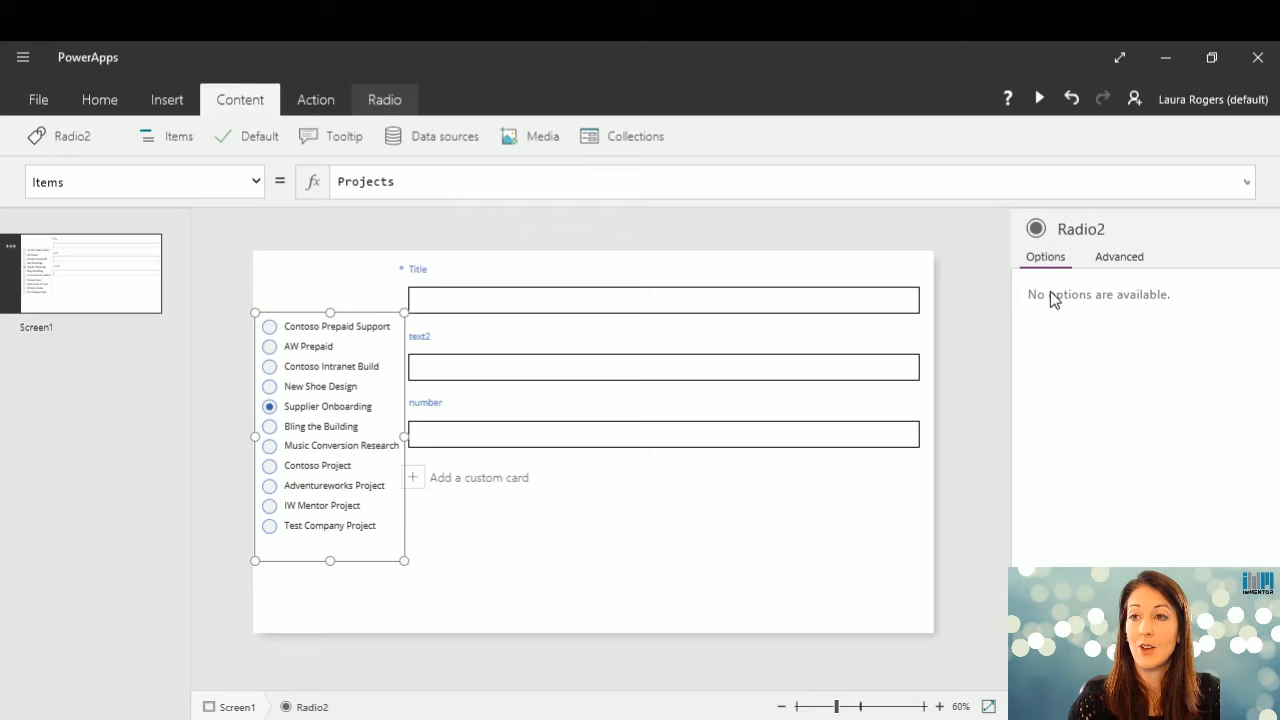 PowerApps
File Home Insert Content Action Radio ? Laura Rogers (default)
Radio2 Items Default Tooltip Data sources Media Collections
Items = fx Projects
Radio2
Options Advanced
No options are available.
Screen1
* Title
text2
number
Add a custom card
Contoso Prepaid Support
AW Prepaid
Contoso Intranet Build
New Shoe Design
Supplier Onboarding
Bling the Building
Music Conversion Research
Contoso Project
Adventureworks Project
IW Mentor Project
Test Company Project
iwMENTOR
Screen1 Radio2 60%